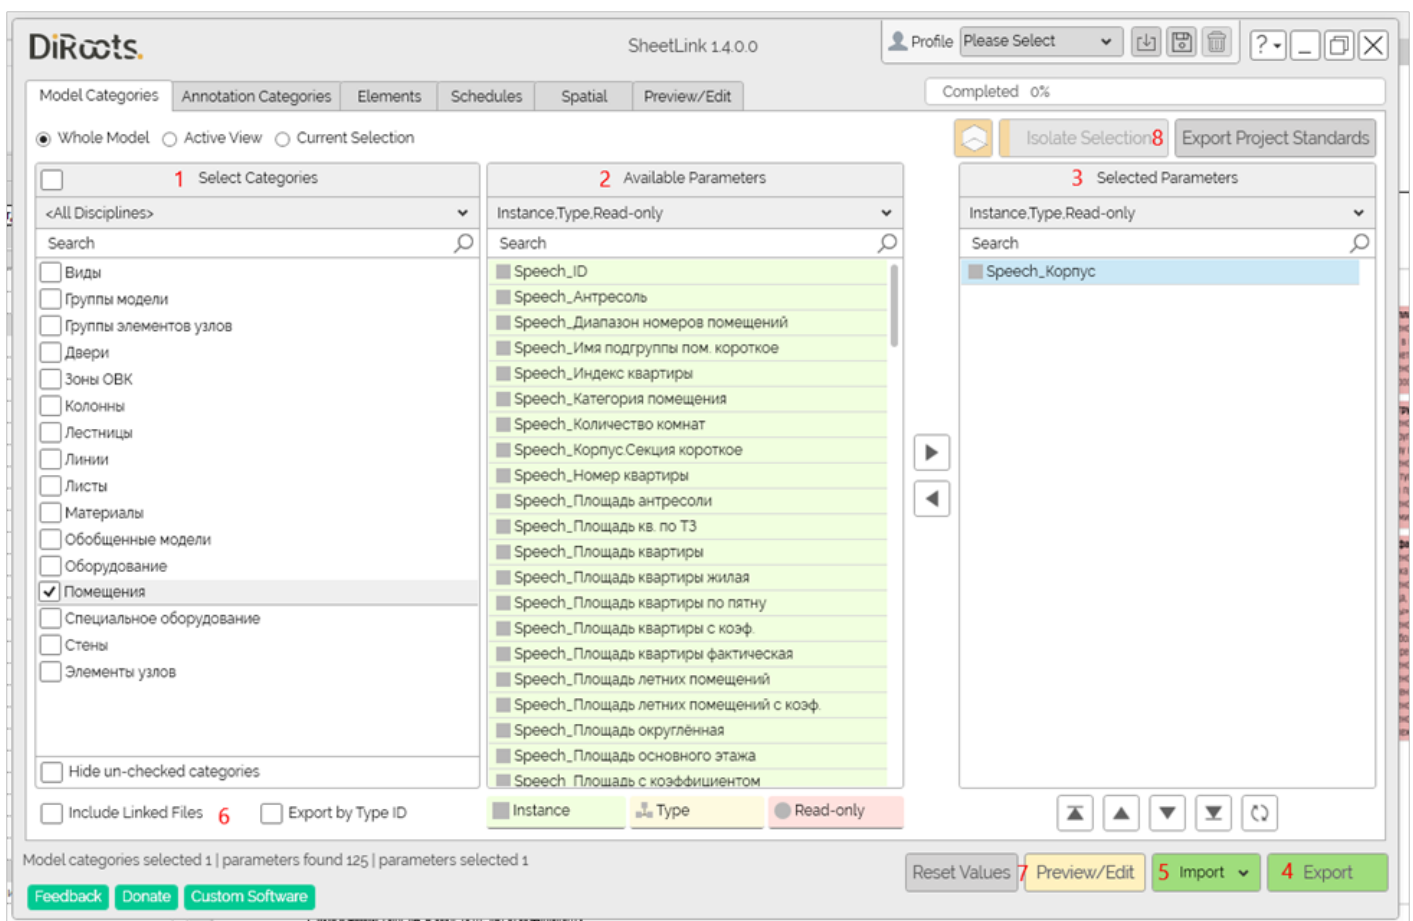 DiRoots.
SheetLink 1.4.0.0
Profile Please Select
?
Model Categories Annotation Categories Elements Schedules Spatial Preview/Edit
Completed 0%
Whole Model Active View Current Selection
Isolate Selection 8 Export Project Standards
1 Select Categories
<All Disciplines>
Search
Виды
Группы модели
Группы элементов узлов
Двери
Зоны ОВК
Колонны
Лестницы
Линии
Листы
Материалы
Обобщенные модели
Оборудование
Помещения
Специальное оборудование
Стены
Элементы узлов
Hide un-checked categories
Include Linked Files 6 Export by Type ID
2 Available Parameters
Instance,Type,Read-only
Search
Speech_ID
Speech_Антресоль
Speech_Диапазон номеров помещений
Speech_Имя подгруппы пом. короткое
Speech_Индекс квартиры
Speech_Категория помещения
Speech_Количество комнат
Speech_Корпус.Секция короткое
Speech_Номер квартиры
Speech_Площадь антресоли
Speech_Площадь кв. по ТЗ
Speech_Площадь квартиры
Speech_Площадь квартиры жилая
Speech_Площадь квартиры по пятну
Speech_Площадь квартиры с коэф.
Speech_Площадь квартиры фактическая
Speech_Площадь летних помещений
Speech_Площадь летних помещений с коэф.
Speech_Площадь округлённая
Speech_Площадь основного этажа
Speech_Площадь с коэффициентом
Instance Type Read-only
3 Selected Parameters
Instance,Type,Read-only
Search
Speech_Корпус
Model categories selected 1 | parameters found 125 | parameters selected 1
Reset Values 7 Preview/Edit 5 Import 4 Export
Feedback Donate Custom Software